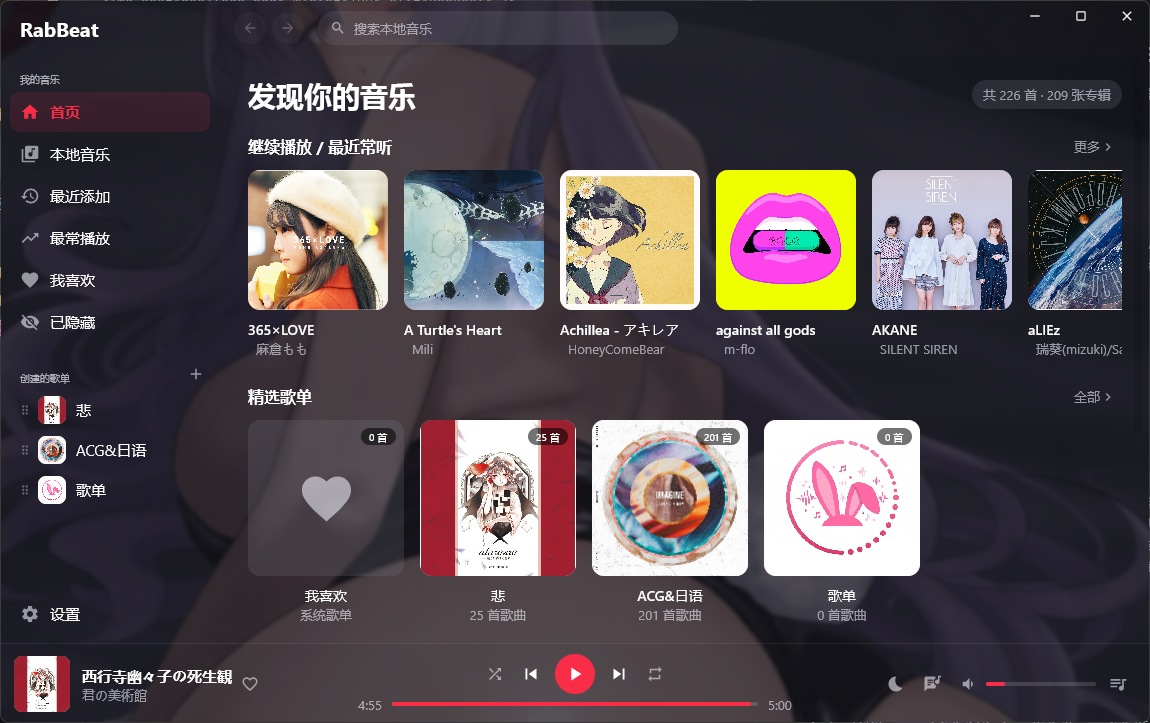 RabBeat
搜索本地音乐
我的音乐
首页
本地音乐
最近添加
最常播放
我喜欢
已隐藏
创建的歌单
悲
ACG&日语
歌单
设置
发现你的音乐
共 226 首 · 209 张专辑
继续播放 / 最近常听
更多
365×LOVE
Achillea
SILENT
SIREN
365×LOVE
麻倉もも
A Turtle's Heart
Mili
Achillea - アキレア
HoneyComeBear
against all gods
m-flo
AKANE
SILENT SIREN
aLIEz
瑞葵(mizuki)/Sa
精选歌单
全部
0 首
25 首
201 首
0 首
IMAGINE
我喜欢
系统歌单
悲
25 首歌曲
ACG&日语
201 首歌曲
歌单
0 首歌曲
西行寺幽々子の死生観
君の美術館
4:55
5:00